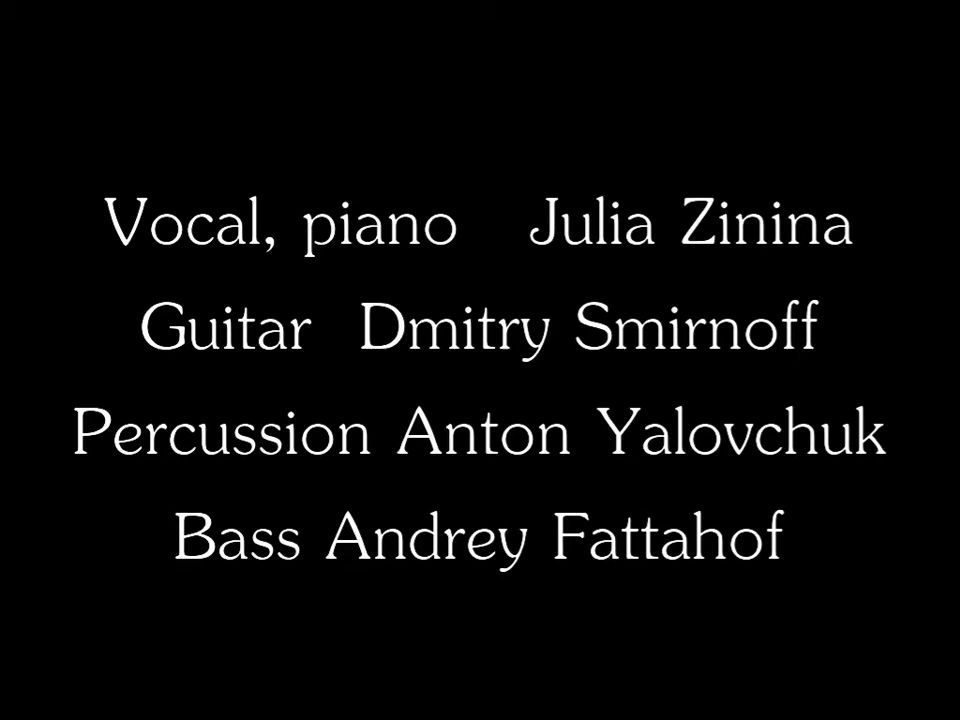 Vocal, piano Julia Zinina
Guitar Dmitry Smirnoff
Percussion Anton Yalovchuk
Bass Andrey Fattahof